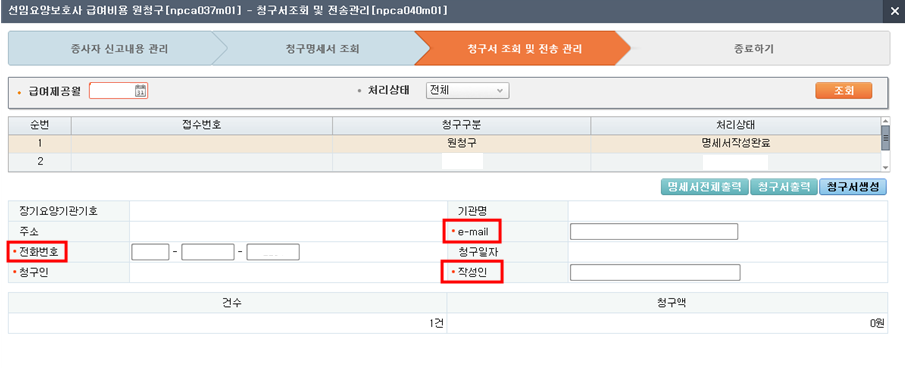 선임요양보호사 급여비용 원청구[npca037m01] - 청구서조회 및 전송관리[npca040m01]
종사자 신고내용 관리 청구명세서 조회 청구서 조회 및 전송 관리 종료하기
급여제공월 처리상태 전체 조회
순번 접수번호 청구구분 처리상태
1 원청구 명세서작성완료
2
명세서전체출력 청구서출력 청구서생성
장기요양기관기호 기관명
주소 e-mail
전화번호 - - 청구일자
청구인 작성인
건수 청구액
1건 0원